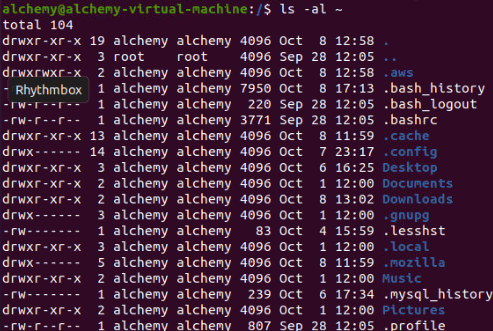 alchemy@alchemy-virtual-machine:/$ ls -al ~
total 104
drwxr-xr-x 19 alchemy alchemy 4096 Oct 8 12:58 .
drwxr-xr-x 3 root root 4096 Sep 28 12:05 ..
drwxrwxr-x 2 alchemy alchemy 4096 Oct 8 12:58 .aws
- Rhythmbox 1 alchemy alchemy 7950 Oct 8 17:13 .bash_history
1 alchemy alchemy 220 Sep 28 12:05 .bash_logout
-rw-r--r-- 1 alchemy alchemy 3771 Sep 28 12:05 .bashrc
drwxr-xr-x 13 alchemy alchemy 4096 Oct 8 11:59 .cache
drwx------ 14 alchemy alchemy 4096 Oct 7 23:17 .config
drwxr-xr-x 3 alchemy alchemy 4096 Oct 6 16:25 Desktop
drwxr-xr-x 2 alchemy alchemy 4096 Oct 1 12:00 Documents
drwxr-xr-x 2 alchemy alchemy 4096 Oct 8 13:02 Downloads
drwx------ 3 alchemy alchemy 4096 Oct 1 12:00 .gnupg
-rw------- 1 alchemy alchemy 83 Oct 4 15:59 .lesshst
drwxr-xr-x 3 alchemy alchemy 4096 Oct 1 12:00 .local
drwx------ 5 alchemy alchemy 4096 Oct 8 11:59 .mozilla
drwxr-xr-x 2 alchemy alchemy 4096 Oct 1 12:00 Music
-rw------- 1 alchemy alchemy 239 Oct 6 17:34 .mysql_history
drwxr-xr-x 2 alchemy alchemy 4096 Oct 1 12:00 Pictures
-rw-r--r-- 1 alchemy alchemy 807 Sep 28 12:05 .profile